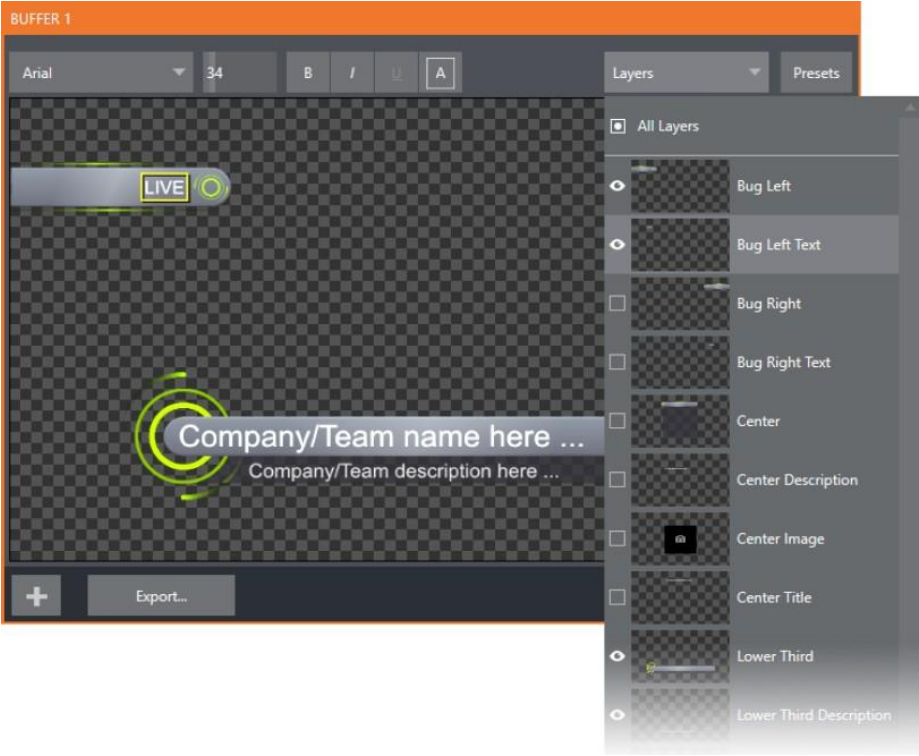 BUFFER 1
Arial
34
B
I
U
A
Layers
Presets
All Layers
LIVE
Bug Left
Bug Left Text
Bug Right
Bug Right Text
Center
Company/Team name here ...
Company/Team description here ...
Center Description
Center Image
Center Title
Export...
Lower Third
Lower Third Description